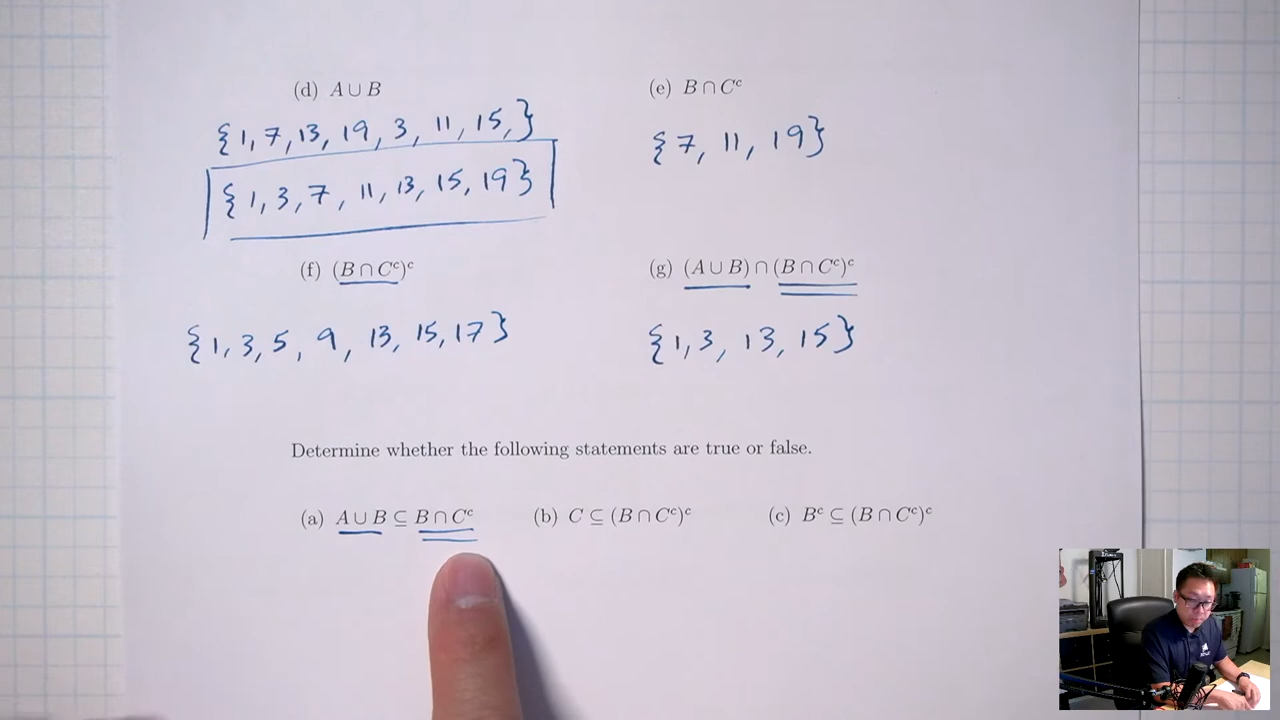 (d) A ∪ B
{1, 7, 13, 19, 3, 11, 15, }
{1, 3, 7, 11, 13, 15, 19}
(e) B ∩ Cᶜ
{7, 11, 19}
(f) (B ∩ Cᶜ)ᶜ
{1, 3, 5, 9, 13, 15, 17}
(g) (A ∪ B) ∩ (B ∩ Cᶜ)ᶜ
{1, 3, 13, 15}
Determine whether the following statements are true or false.
(a) A ∪ B ⊆ B ∩ Cᶜ
(b) C ⊆ (B ∩ Cᶜ)ᶜ
(c) Bᶜ ⊆ (B ∩ Cᶜ)ᶜ